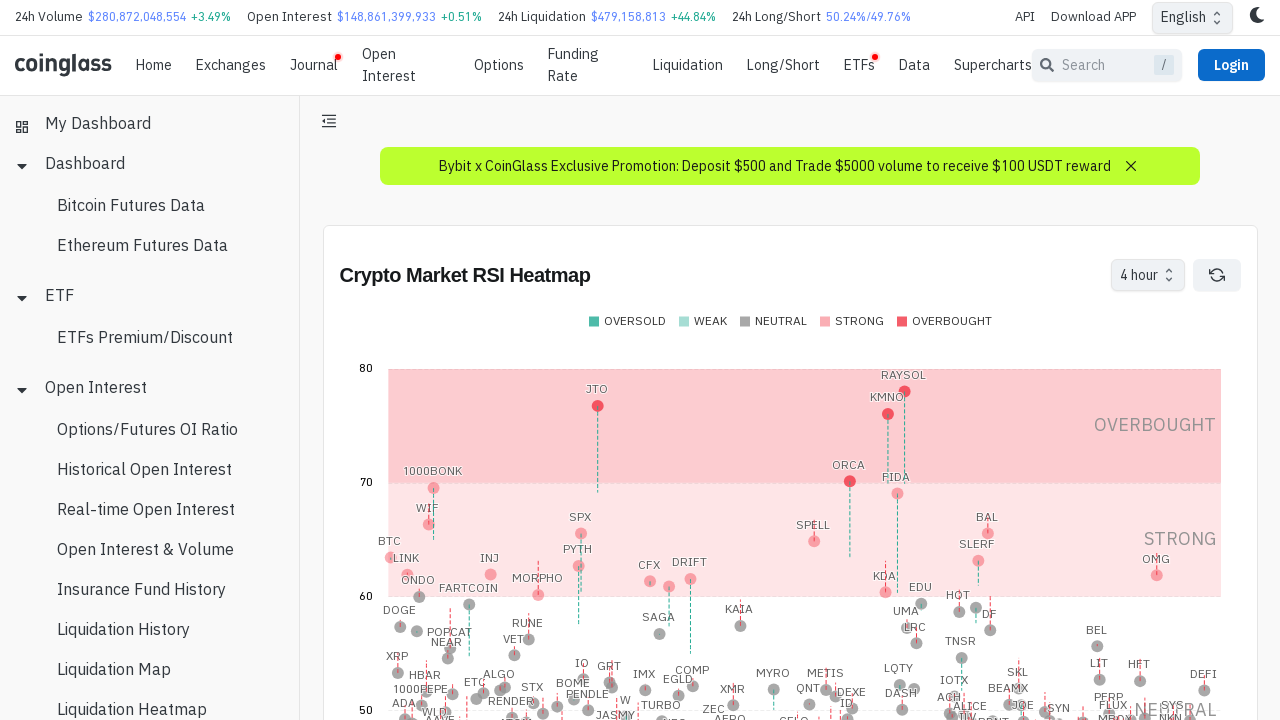 24h Volume $280,872,048,554 +3.49% Open Interest $148,861,399,933 +0.51% 24h Liquidation $479,158,813 +44.84% 24h Long/Short 50.24%/49.76% API Download APP English
coinglass Home Exchanges Journal Open Interest Options Funding Rate Liquidation Long/Short ETFs Data Supercharts Search / Login
My Dashboard
Dashboard
Bitcoin Futures Data
Ethereum Futures Data
ETF
ETFs Premium/Discount
Open Interest
Options/Futures OI Ratio
Historical Open Interest
Real-time Open Interest
Open Interest & Volume
Insurance Fund History
Liquidation History
Liquidation Map
Liquidation Heatmap
Bybit x CoinGlass Exclusive Promotion: Deposit $500 and Trade $5000 volume to receive $100 USDT reward
Crypto Market RSI Heatmap 4 hour
OVERSOLD WEAK NEUTRAL STRONG OVERBOUGHT
80
RAYSOL
JTO KMNO
OVERBOUGHT
1000BONK ORCA FIDA
70
WIF SPX SPELL BAL
BTC PYTH SLERF STRONG
LINK INJ CFX DRIFT OMG
ONDO FARTCOIN MORPHO KDA EDU HOT
60
DOGE RUNE SAGA KAIA UMA DF
POPCAT NEAR VET LRC TNSR BEL
XRP IO GRT LQTY LIT HFT
HBAR ETC ALGO BOME IMX COMP EGLD MYRO METIS IOTX SKL DEFI
1000PEPE STX PENDLE XMR QNT DEXE DASH ACH BEAMX PERP
ADA RENDER W TURBO ID ALICE JOE SYN FLUX SYS
50 JASMY ZEC NEUTRAL